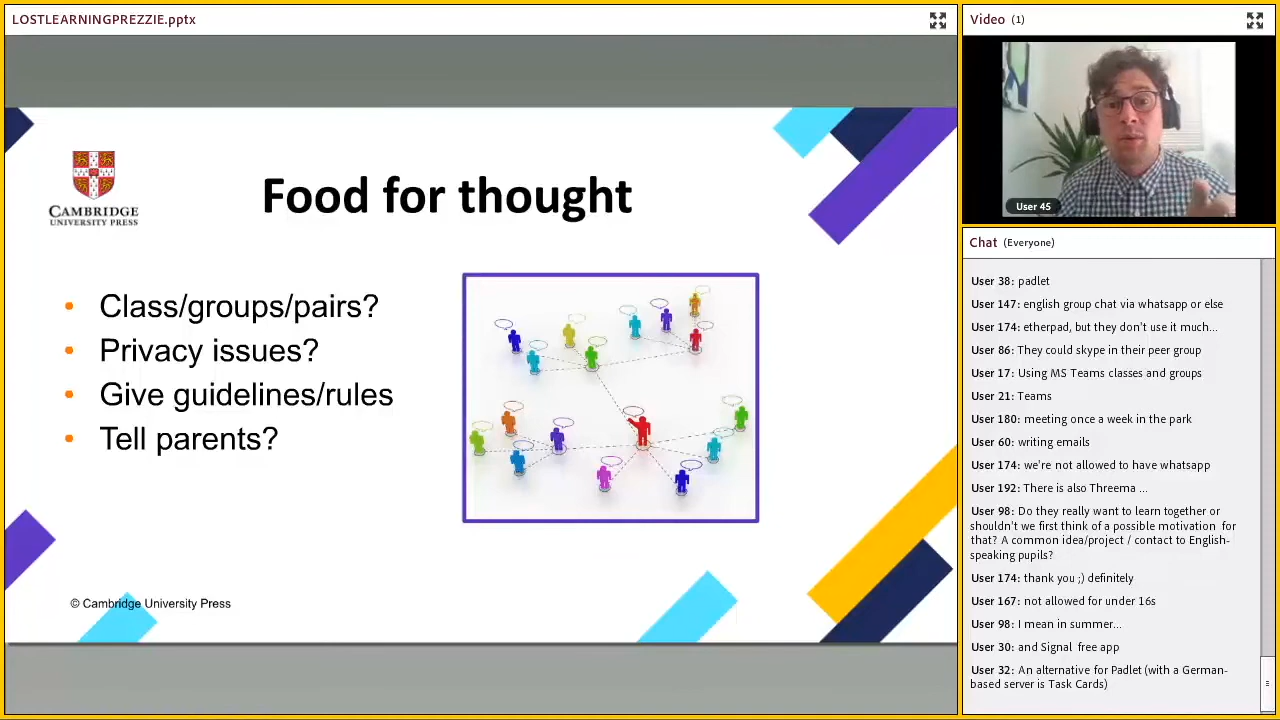 LOSTLEARNINGPREZZIE.pptx
CAMBRIDGE
UNIVERSITY PRESS
Food for thought
• Class/groups/pairs?
• Privacy issues?
• Give guidelines/rules
• Tell parents?
© Cambridge University Press
Video (1)
User 45
Chat (Everyone)
User 38: padlet
User 147: english group chat via whatsapp or else
User 174: etherpad, but they don't use it much
User 86: They could skype in their peer group
User 17: Using MS Teams classes and groups
User 21: Teams
User 180: meeting once a week in the park
User 60: writing emails
User 174: we're not allowed to have whatsapp
User 192: There is also Threema ...
User 98: Do they really want to learn together or
shouldn't we first think of a possible motivation for
that? A common idea/project / contact to English-
speaking pupils?
User 174: thank you ;) definitely
User 167: not allowed for under 16s
User 98: I mean in summer...
User 30: and Signal free app
User 32: An alternative for Padlet (with a German-
based server is Task Cards)